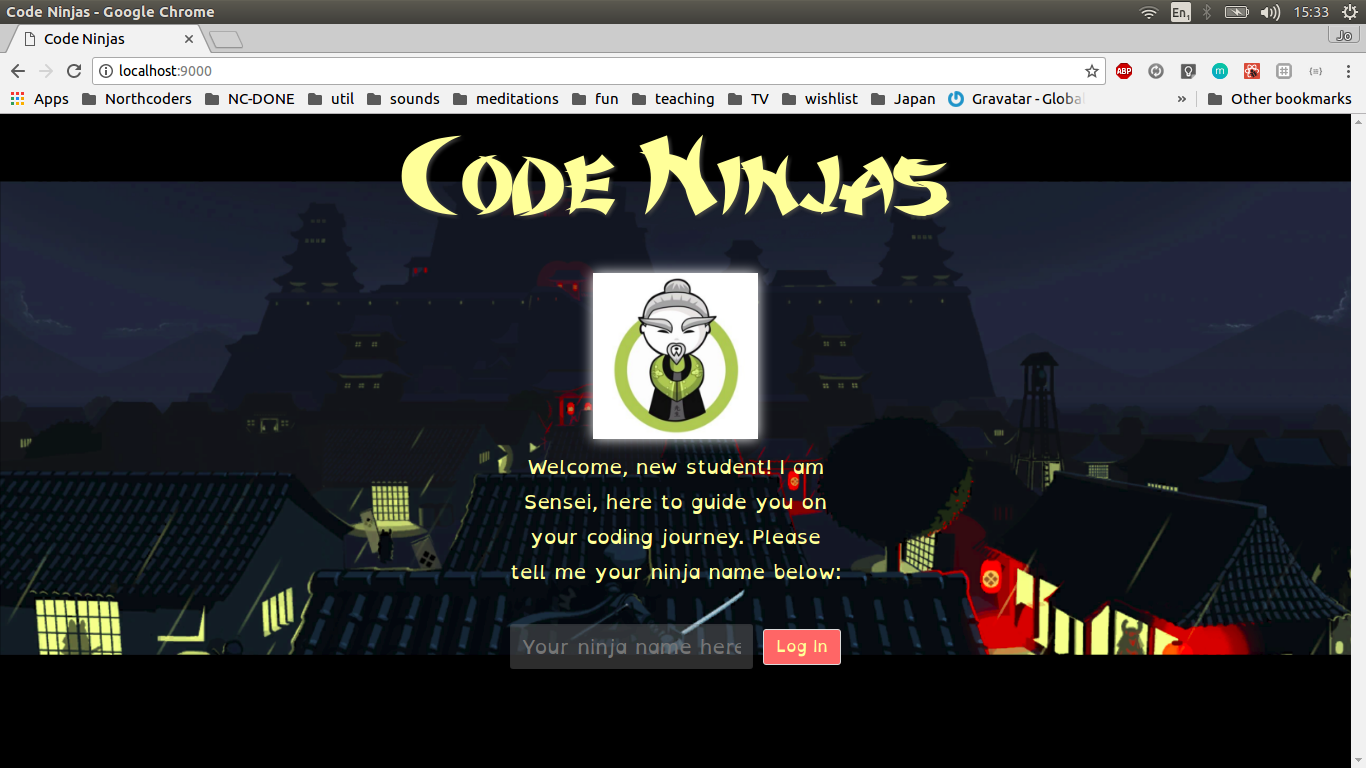 Code Ninjas - Google Chrome
En1
15:33
Code Ninjas
Jo
localhost:9000
ABP
m
Apps
Northcoders
NC-DONE
util
sounds
meditations
fun
teaching
TV
wishlist
Japan
Gravatar - Globa
»
Other bookmarks
Code Ninjas
Welcome, new student! I am
Sensei, here to guide you on
your coding journey. Please
tell me your ninja name below:
Your ninja name here
Log In